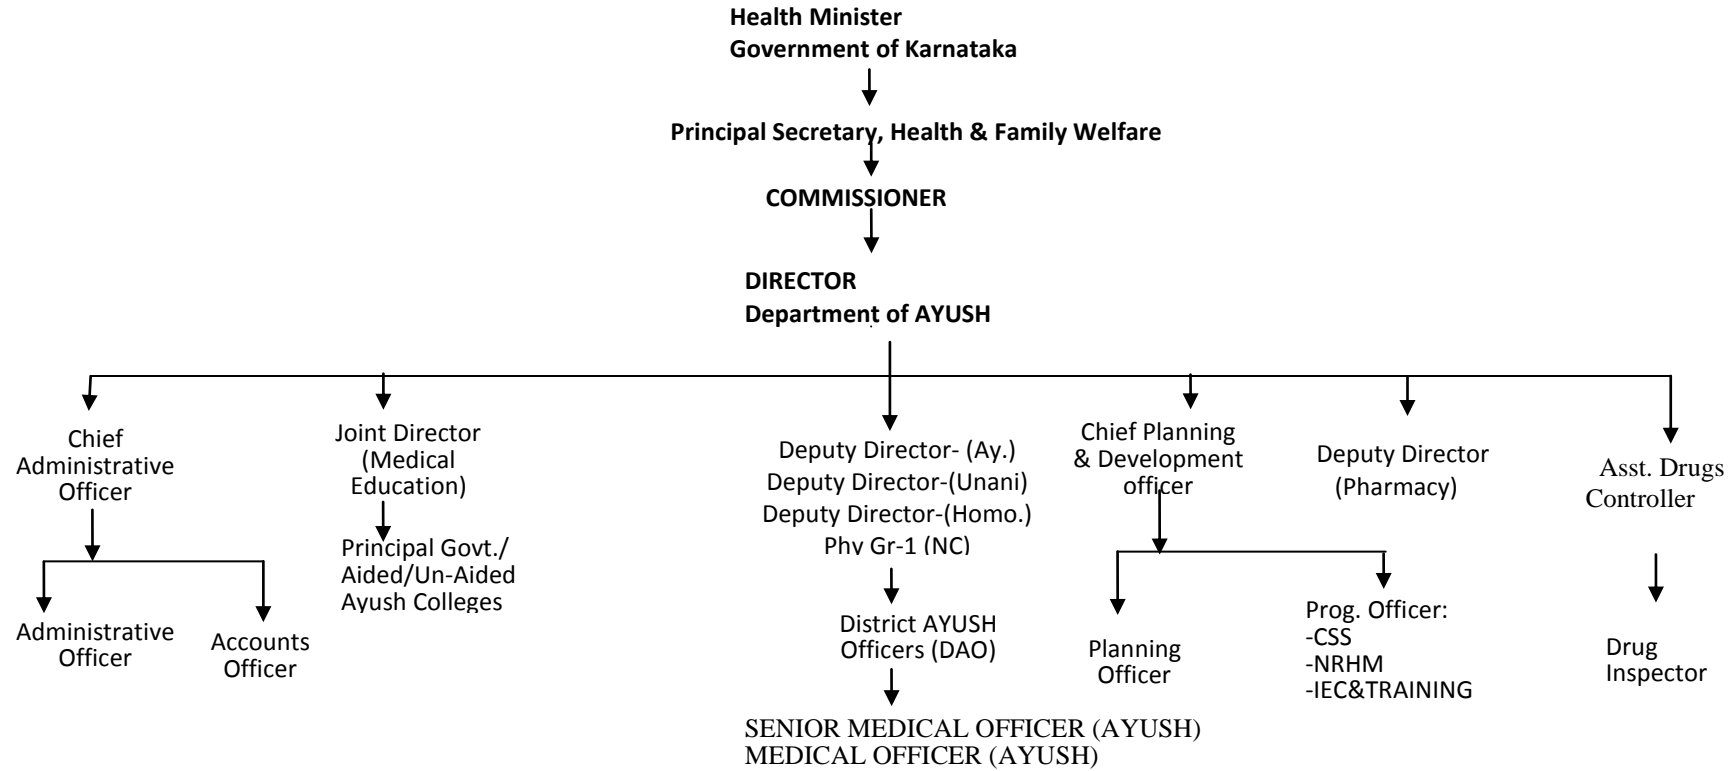 Health Minister
Government of Karnataka
Principal Secretary, Health & Family Welfare
COMMISSIONER
DIRECTOR
Department of AYUSH
Chief
Administrative
Officer
Administrative
Officer
Accounts
Officer
Joint Director
(Medical
Education)
Principal Govt./
Aided/Un-Aided
Ayush Colleges
Deputy Director- (Ay.)
Deputy Director-(Unani)
Deputy Director-(Homo.)
Phy Gr-1 (NC)
District AYUSH
Officers (DAO)
SENIOR MEDICAL OFFICER (AYUSH)
MEDICAL OFFICER (AYUSH)
Chief Planning
& Development
officer
Planning
Officer
Prog. Officer:
-CSS
-NRHM
-IEC&TRAINING
Deputy Director
(Pharmacy)
Asst. Drugs
Controller
Drug
Inspector